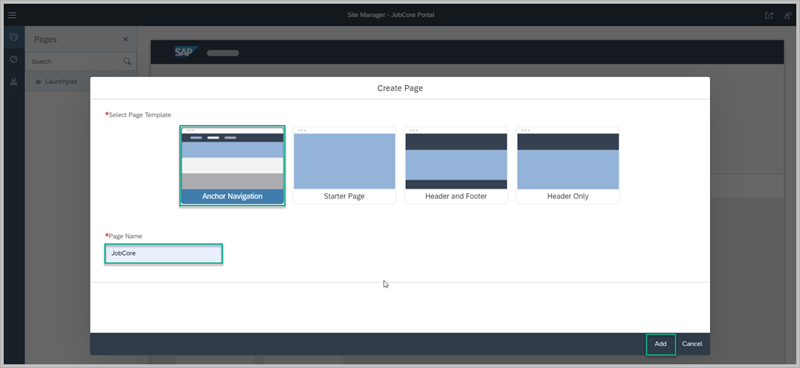 Site Manager - JobCore Portal
Pages
Search
Launchpad
SAP
Create Page
*Select Page Template
Anchor Navigation
Starter Page
Header and Footer
Header Only
*Page Name
JobCore
Add
Cancel